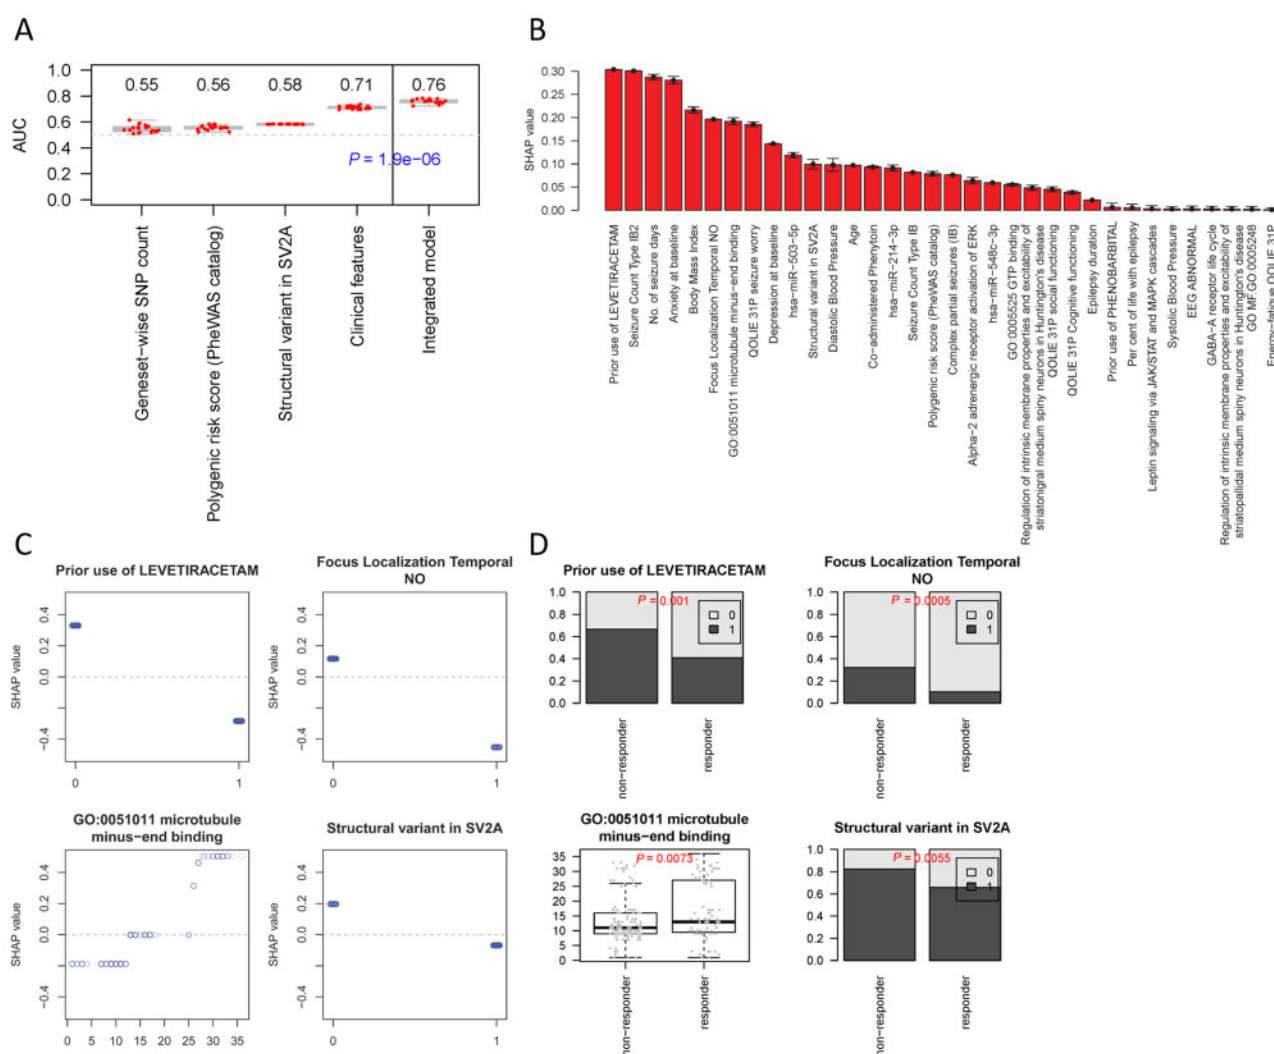 A
AUC
1.0
0.8
0.6
0.4
0.2
0.0
0.55
0.56
0.58
0.71
0.76
P = 1.9e−06
Geneset−wise SNP count
Polygenic risk score (PheWAS catalog)
Structural variant in SV2A
Clinical features
Integrated model
B
SHAP value
0.30
0.25
0.20
0.15
0.10
0.05
0.00
Prior use of LEVETIRACETAM
Seizure Count Type IB2
No. of seizure days
Anxiety at baseline
Body Mass Index
Focus Localization Temporal NO
GO:0051011 microtubule minus−end binding
QOLIE 31P seizure worry
Depression at baseline
hsa−miR−503−5p
Structural variant in SV2A
Diastolic Blood Pressure
Age
Co−administered Phenytoin
hsa−miR−214−3p
Seizure Count Type IB
Polygenic risk score (PheWAS catalog)
Complex partial seizures (IB)
Alpha−2 adrenergic receptor activation of ERK
hsa−miR−548c−3p
GO:0005525 GTP binding
Regulation of intrinsic membrane properties and excitability of
striatonigral medium spiny neurons in Huntington's disease
QOLIE 31P social functioning
QOLIE 31P Cognitive functioning
Epilepsy duration
Prior use of PHENOBARBITAL
Per cent of life with epilepsy
Leptin signaling via JAK/STAT and MAPK cascades
Systolic Blood Pressure
EEG ABNORMAL
GABA−A receptor life cycle
Regulation of intrinsic membrane properties and excitability of
striatopallidal medium spiny neurons in Huntington's disease
GO MF.GO:0005248
Energy−fatigue QOLIE 31P
C
Prior use of LEVETIRACETAM
SHAP value
0.4
0.2
0.0
−0.4
0
1
Focus Localization Temporal
NO
SHAP value
0.4
0.2
0.0
−0.4
0
1
GO:0051011 microtubule
minus−end binding
SHAP value
0.4
0.2
0.0
−0.4
0 5 10 15 20 25 30 35
Structural variant in SV2A
SHAP value
0.4
0.2
0.0
−0.4
0
1
D
Prior use of LEVETIRACETAM
P = 0.001
1.0
0.8
0.6
0.4
0.2
0.0
0
1
non−responder
responder
Focus Localization Temporal
NO
P = 0.0005
1.0
0.8
0.6
0.4
0.2
0.0
0
1
non−responder
responder
GO:0051011 microtubule
minus−end binding
P = 0.0073
35
30
25
20
15
10
5
0
non−responder
responder
Structural variant in SV2A
P = 0.0055
1.0
0.8
0.6
0.4
0.2
0.0
0
1
non−responder
responder